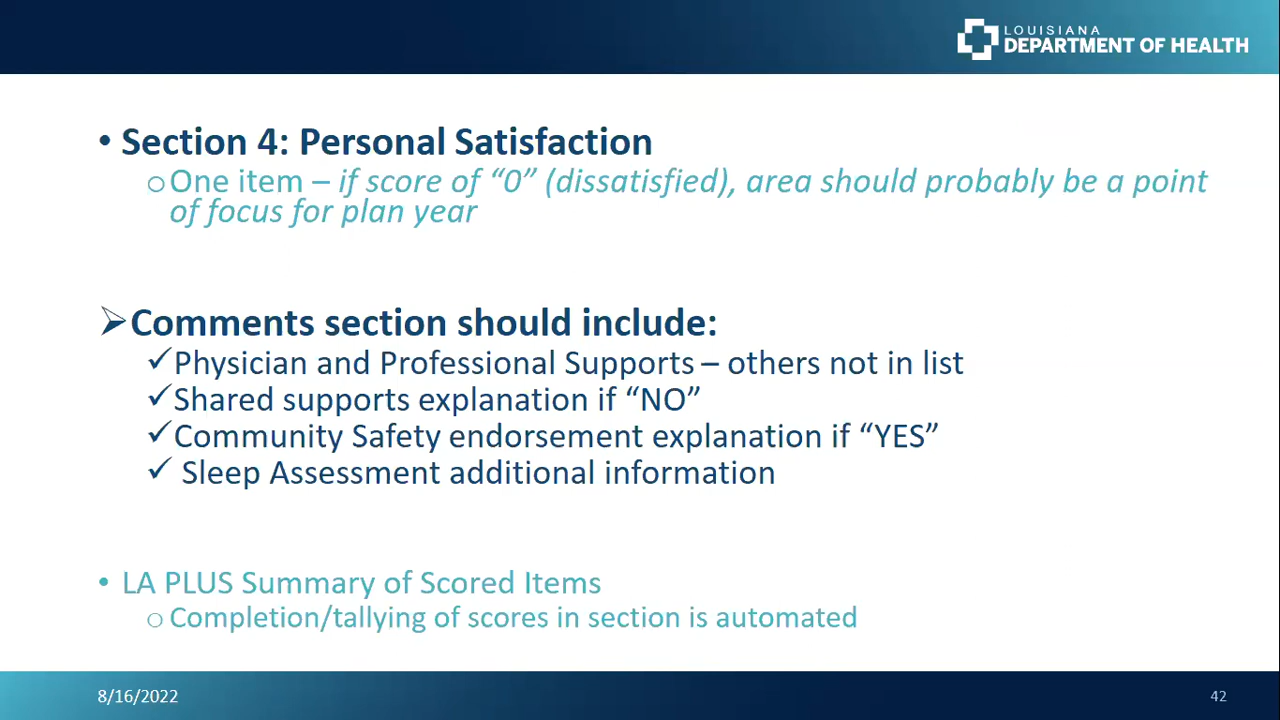 LOUISIANA
DEPARTMENT OF HEALTH
• Section 4: Personal Satisfaction
○One item – if score of “0” (dissatisfied), area should probably be a point
of focus for plan year
➢Comments section should include:
✓Physician and Professional Supports – others not in list
✓Shared supports explanation if “NO”
✓Community Safety endorsement explanation if “YES”
✓ Sleep Assessment additional information
• LA PLUS Summary of Scored Items
○ Completion/tallying of scores in section is automated
8/16/2022
42